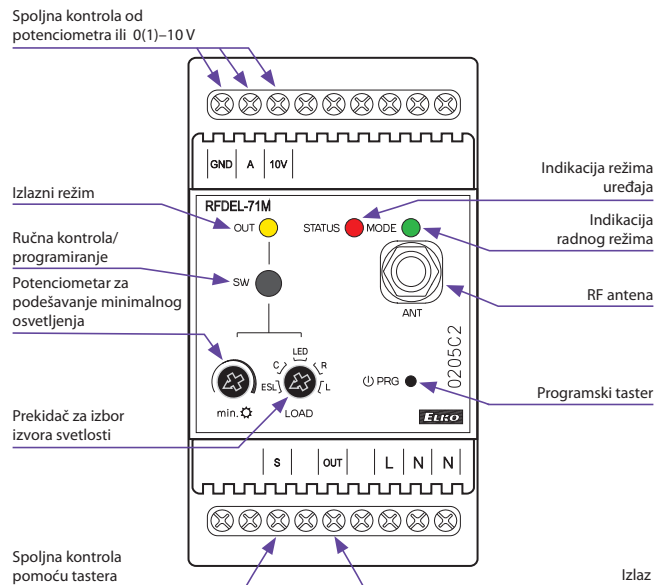 Spoljna kontrola od
potenciometra ili 0(1)–10 V
GND A 10V
Indikacija režima
uređaja
Izlazni režim
RFDEL-71M
OUT STATUS MODE
Indikacija
radnog režima
Ručna kontrola/
programiranje
SW
Potenciometar za
podešavanje minimalnog
osvetljenja
RF antena
ANT
LED
C R
ESL L
PRG
0205C2
Programski taster
min. LOAD
ELKO
Prekidač za izbor
izvora svetlosti
S OUT L N N
Spoljna kontrola
pomoću tastera
Izlaz